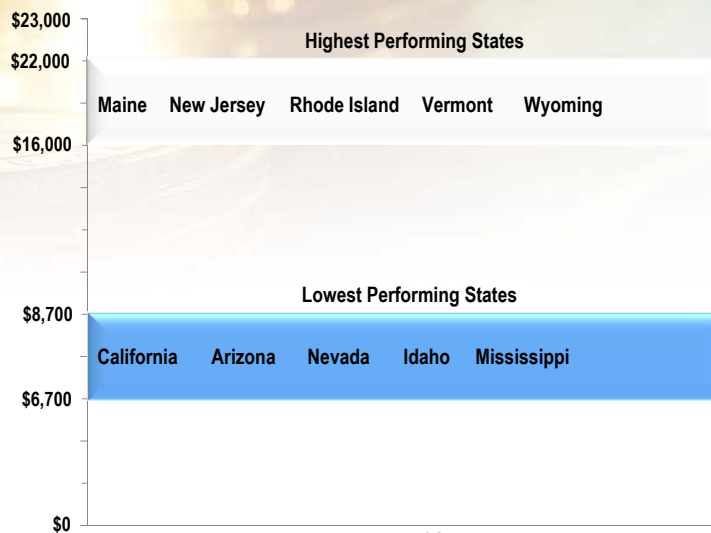 $23,000
Highest Performing States
$22,000
Maine New Jersey Rhode Island Vermont Wyoming
$16,000
Lowest Performing States
$8,700
California Arizona Nevada Idaho Mississippi
$6,700
$0